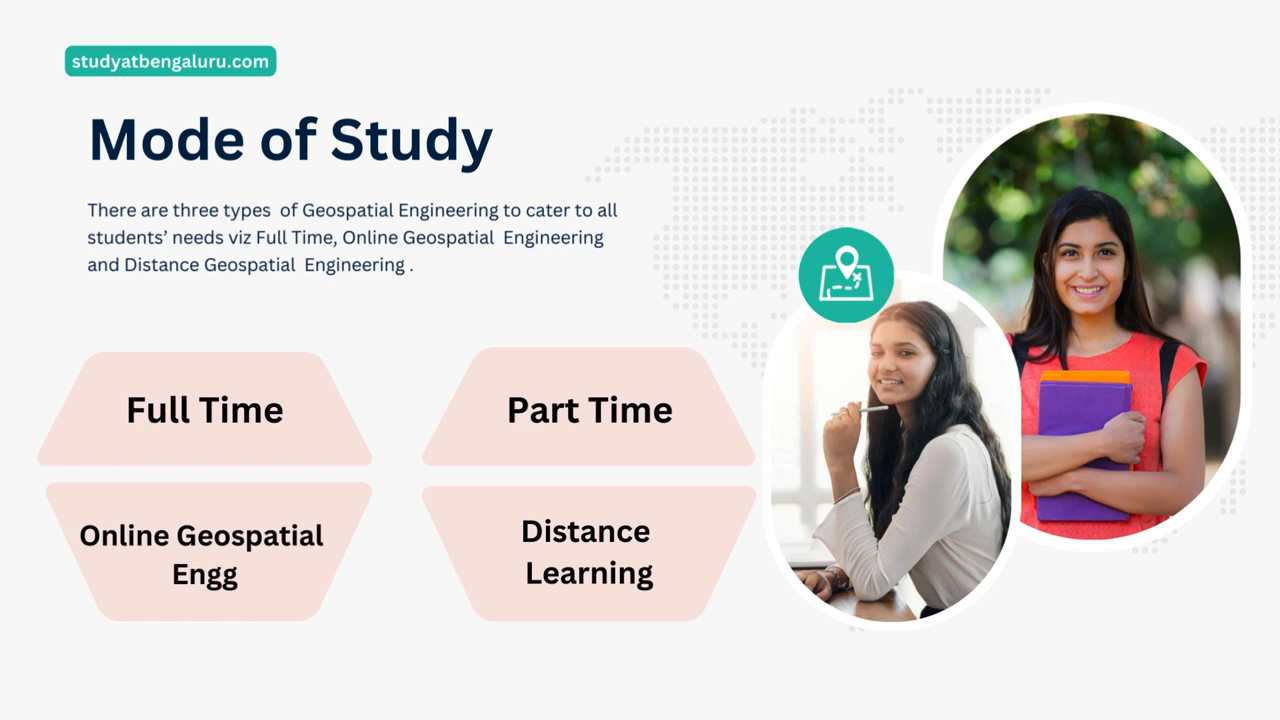 studyatbengaluru.com
Mode of Study
There are three types  of Geospatial Engineering to cater to all
students’ needs viz Full Time, Online Geospatial  Engineering
and Distance Geospatial  Engineering .
Full Time
Part Time
Online Geospatial
Engg
Distance
Learning